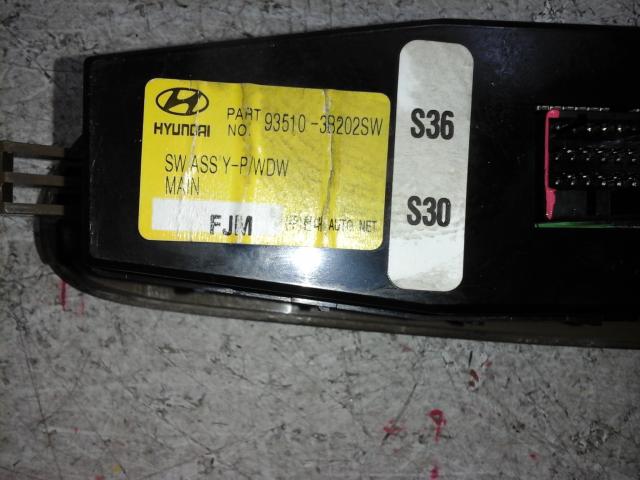 HYUNDAI
PART NO. 93510-3B202SW
SW ASS'Y-P/WDW
MAIN
FJM AUTO NET
S36
S30